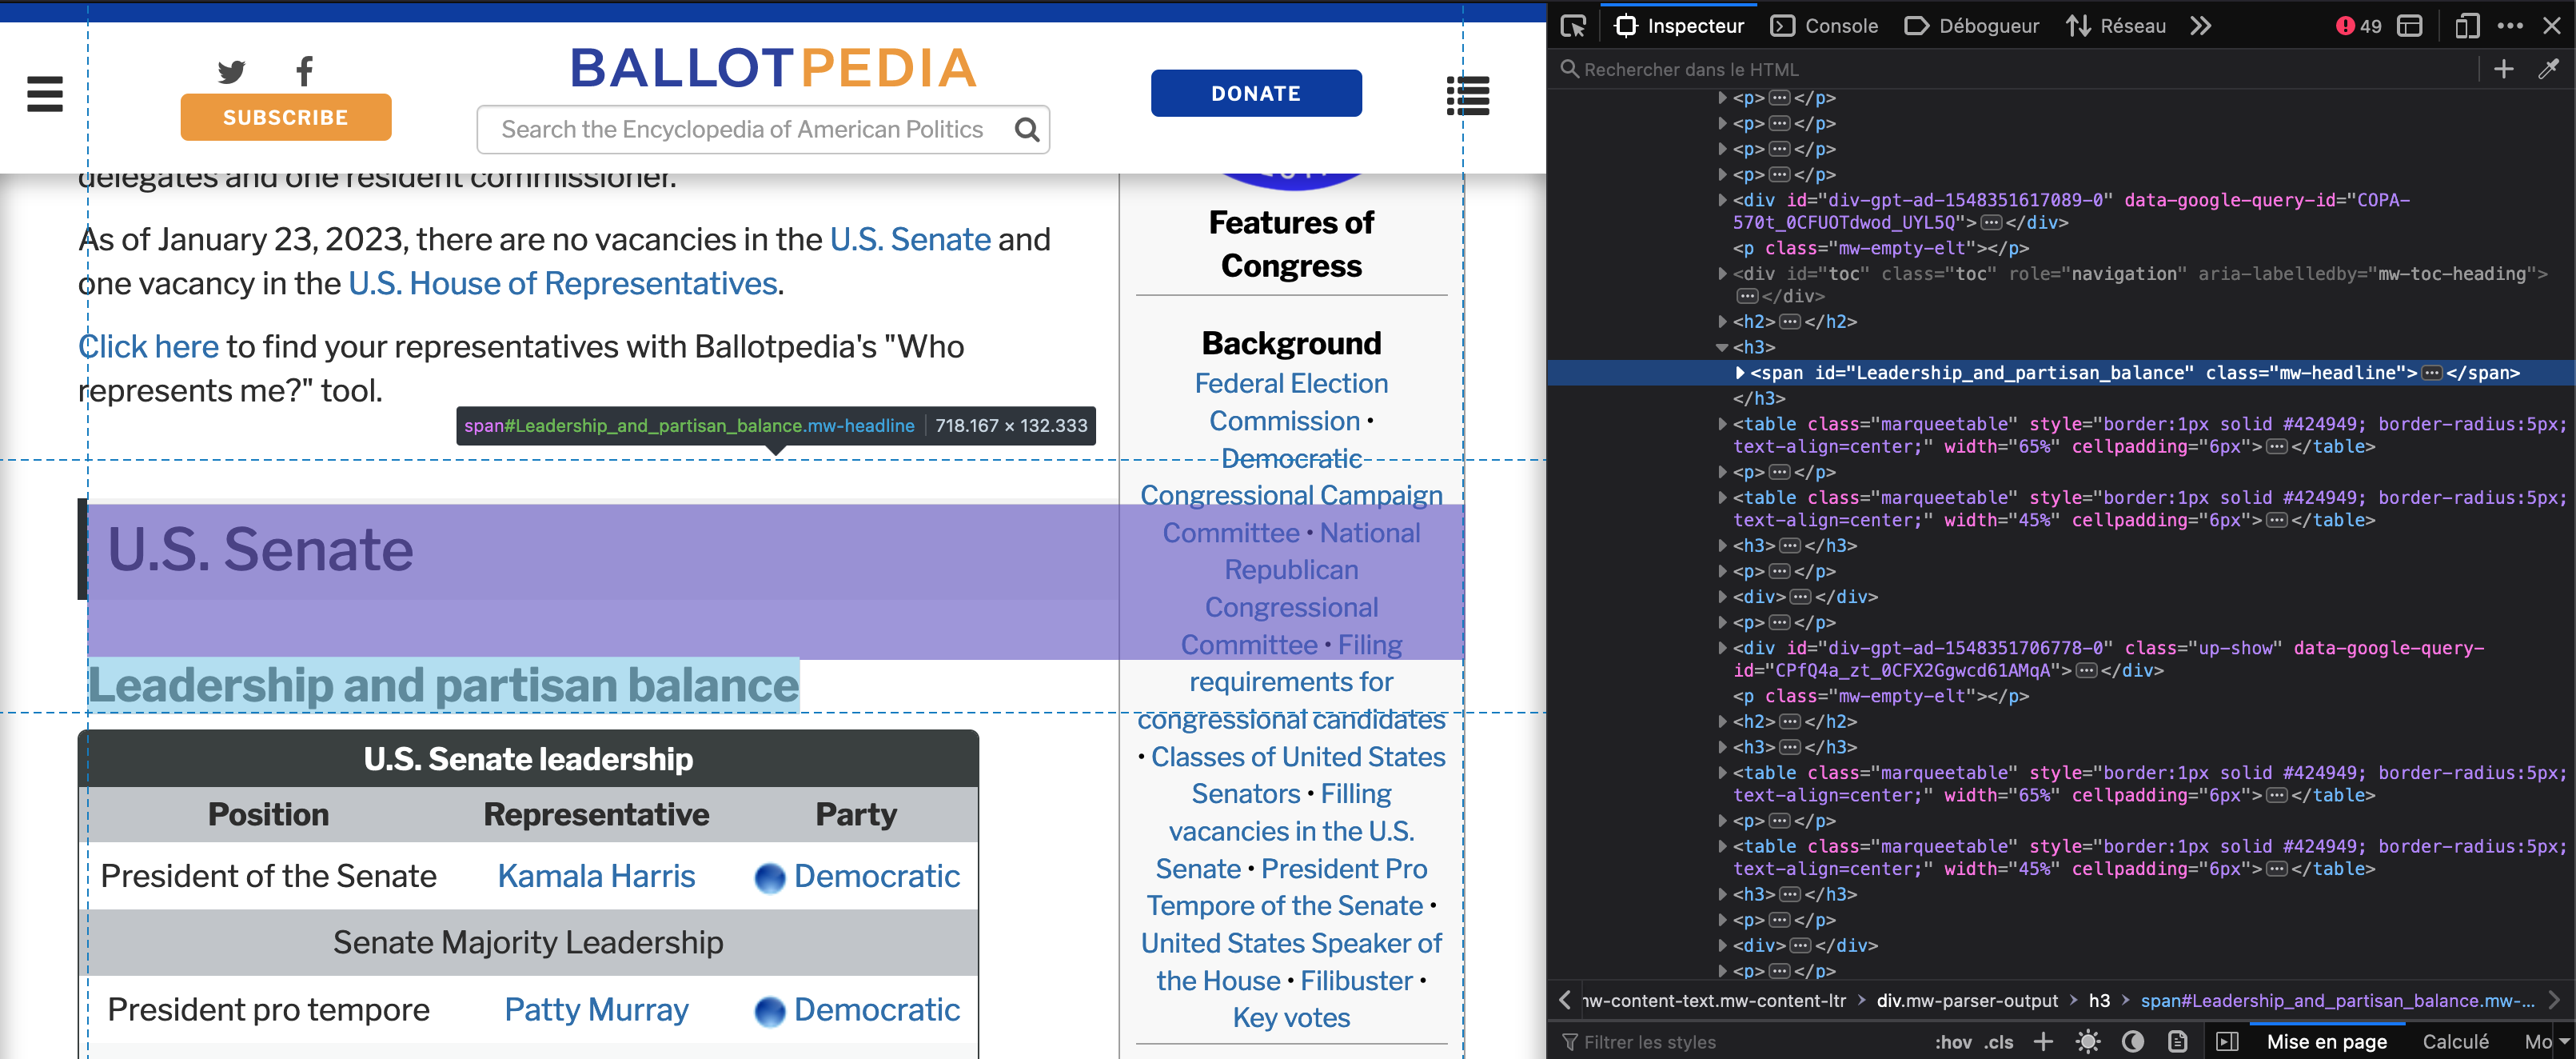 BALLOTPEDIA
SUBSCRIBE
Search the Encyclopedia of American Politics
DONATE
delegates and one resident commissioner.
As of January 23, 2023, there are no vacancies in the U.S. Senate and
one vacancy in the U.S. House of Representatives.
Click here to find your representatives with Ballotpedia's "Who
represents me?" tool.
span#Leadership_and_partisan_balance.mw-headline 718.167 × 132.333
U.S. Senate
Leadership and partisan balance
U.S. Senate leadership
Position Representative Party
President of the Senate Kamala Harris Democratic
Senate Majority Leadership
President pro tempore Patty Murray Democratic
Features of
Congress
Background
Federal Election
Commission •
Democratic
Congressional Campaign
Committee • National
Republican
Congressional
Committee • Filing
requirements for
congressional candidates
• Classes of United States
Senators • Filling
vacancies in the U.S.
Senate • President Pro
Tempore of the Senate •
United States Speaker of
the House • Filibuster •
Key votes
Inspecteur Console Débogueur Réseau 49
Rechercher dans le HTML
<p>…</p>
<p>…</p>
<p>…</p>
<p>…</p>
<div id="div-gpt-ad-1548351617089-0" data-google-query-id="COPA-
570t_0CFUOTdwod_UYL5Q">…</div>
<p class="mw-empty-elt"></p>
<div id="toc" class="toc" role="navigation" aria-labelledby="mw-toc-heading">
…</div>
<h2>…</h2>
<h3>
<span id="Leadership_and_partisan_balance" class="mw-headline">…</span>
</h3>
<table class="marqueetable" style="border:1px solid #424949; border-radius:5px;
text-align=center;" width="65%" cellpadding="6px">…</table>
<p>…</p>
<table class="marqueetable" style="border:1px solid #424949; border-radius:5px;
text-align=center;" width="45%" cellpadding="6px">…</table>
<h3>…</h3>
<p>…</p>
<div>…</div>
<p>…</p>
<div id="div-gpt-ad-1548351706778-0" class="up-show" data-google-query-
id="CPfQ4a_zt_0CFX2Ggwcd61AMqA">…</div>
<p class="mw-empty-elt"></p>
<h2>…</h2>
<h3>…</h3>
<table class="marqueetable" style="border:1px solid #424949; border-radius:5px;
text-align=center;" width="65%" cellpadding="6px">…</table>
<p>…</p>
<table class="marqueetable" style="border:1px solid #424949; border-radius:5px;
text-align=center;" width="45%" cellpadding="6px">…</table>
<h3>…</h3>
<p>…</p>
<div>…</div>
<p>…</p>
mw-content-text.mw-content-ltr > div.mw-parser-output > h3 > span#Leadership_and_partisan_balance.mw-…
Filtrer les styles :hov .cls Mise en page Calculé Mo